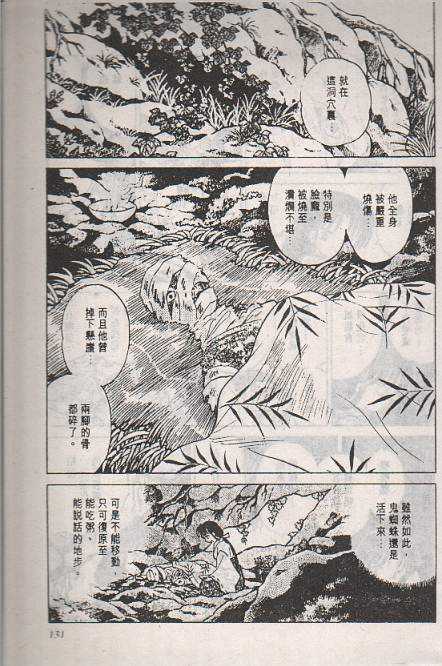 就在
這洞穴裏…
他全身
被嚴重
燒傷…
特別是
臉龐，
被燒至
潰爛不堪…
而且他曾
掉下懸崖，
兩腳的骨
都碎了。
雖然如此，
鬼蜘蛛還是
活下來…
可是不能移動，
只可復原至
能吃粥、
能說話的地步。
131